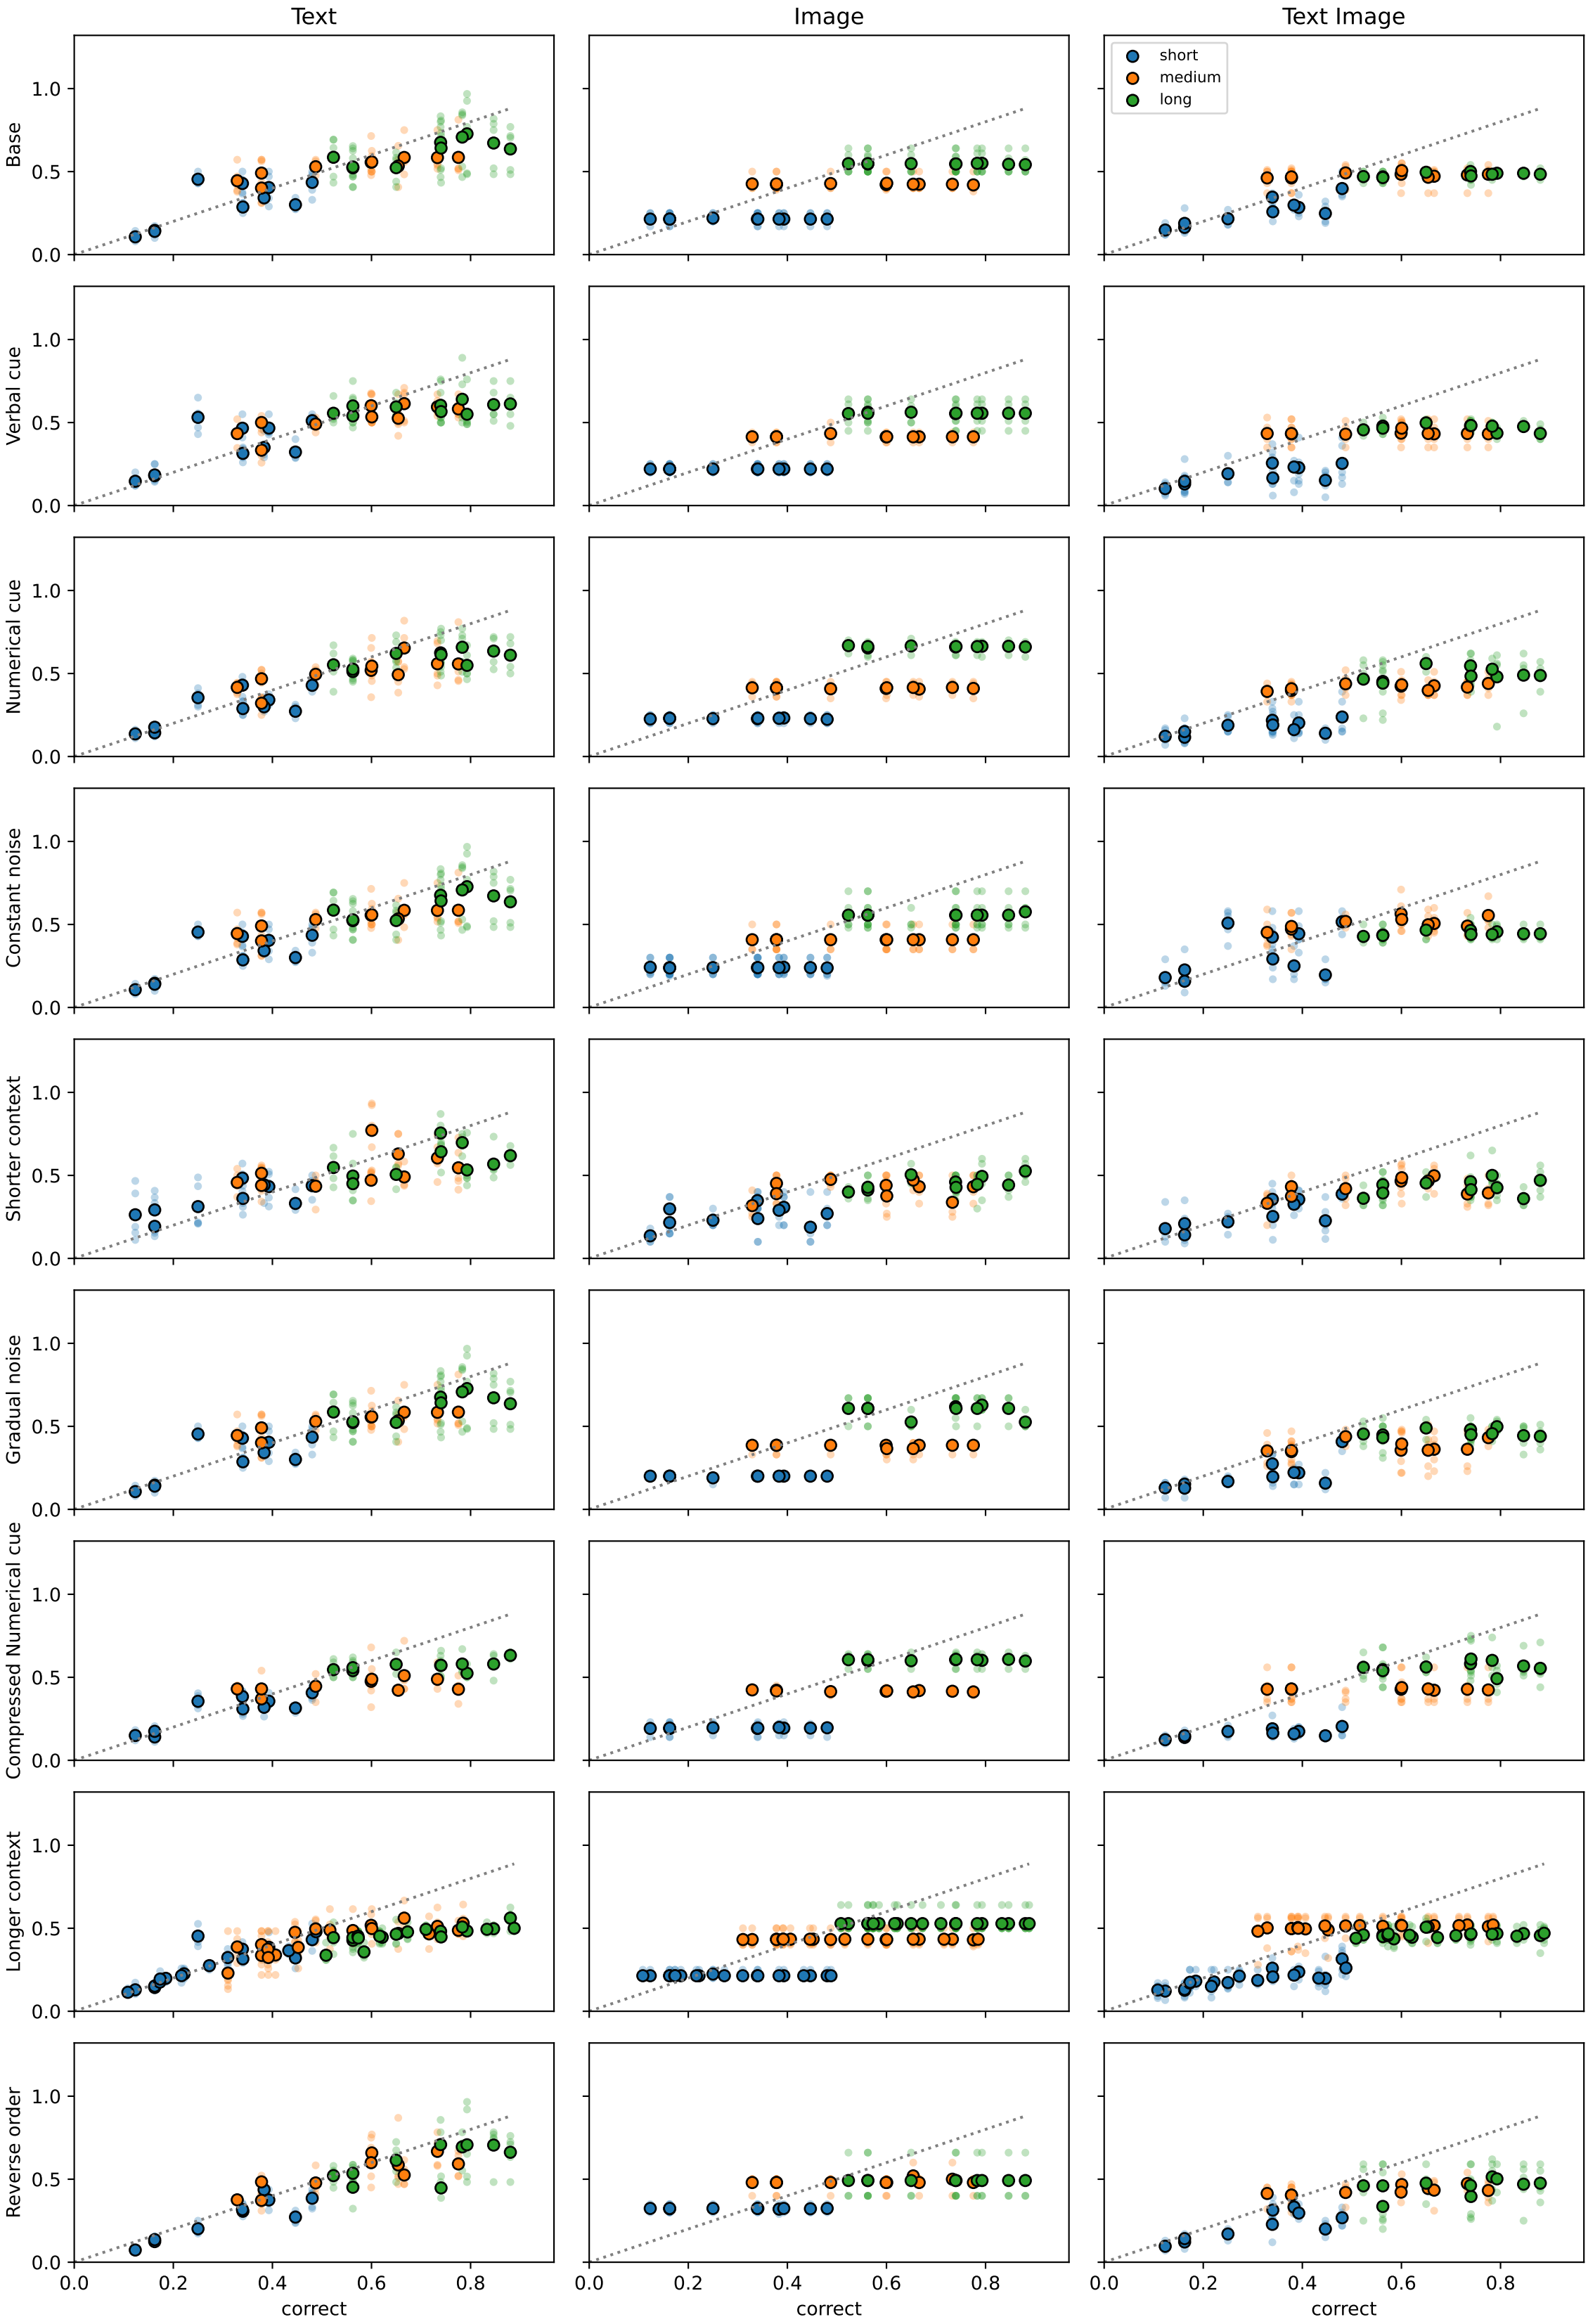 Text Image Text Image
short
medium
long
Base
1.0
0.5
0.0
Verbal cue
1.0
0.5
0.0
Numerical cue
1.0
0.5
0.0
Constant noise
1.0
0.5
0.0
Shorter context
1.0
0.5
0.0
Gradual noise
1.0
0.5
0.0
Compressed Numerical cue
1.0
0.5
0.0
Longer context
1.0
0.5
0.0
Reverse order
1.0
0.5
0.0
0.0 0.2 0.4 0.6 0.8 0.0 0.2 0.4 0.6 0.8 0.0 0.2 0.4 0.6 0.8
correct correct correct